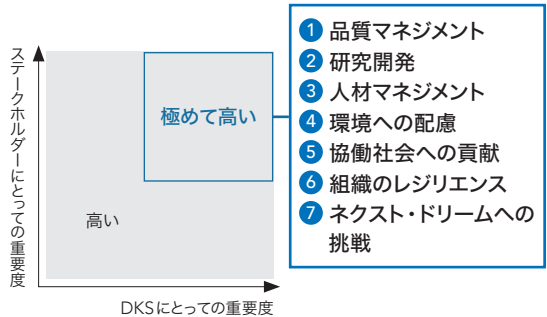 ステークホルダーにとっての重要度
極めて高い
高い
DKSにとっての重要度
1 品質マネジメント
2 研究開発
3 人材マネジメント
4 環境への配慮
5 協働社会への貢献
6 組織のレジリエンス
7 ネクスト・ドリームへの
挑戦